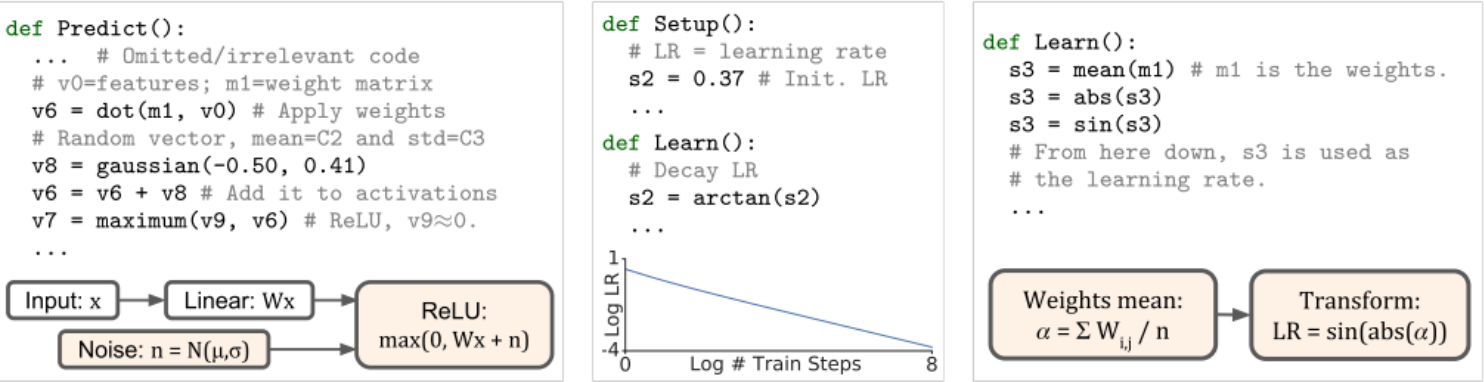 def Predict():
... # Omitted/irrelevant code
# v0=features; m1=weight matrix
v6 = dot(m1, v0) # Apply weights
# Random vector, mean=C2 and std=C3
v8 = gaussian(-0.50, 0.41)
v6 = v6 + v8 # Add it to activations
v7 = maximum(v9, v6) # ReLU, v9≈0.
...
Input: x
Linear: Wx
Noise: n = N(μ,σ)
ReLU:
max(0, Wx + n)
def Setup():
# LR = learning rate
s2 = 0.37 # Init. LR
...
def Learn():
# Decay LR
s2 = arctan(s2)
...
1
Log LR
-4
0
Log # Train Steps
8
def Learn():
s3 = mean(m1) # m1 is the weights.
s3 = abs(s3)
s3 = sin(s3)
# From here down, s3 is used as
# the learning rate.
...
Weights mean:
α = Σ Wi,j / n
Transform:
LR = sin(abs(α))